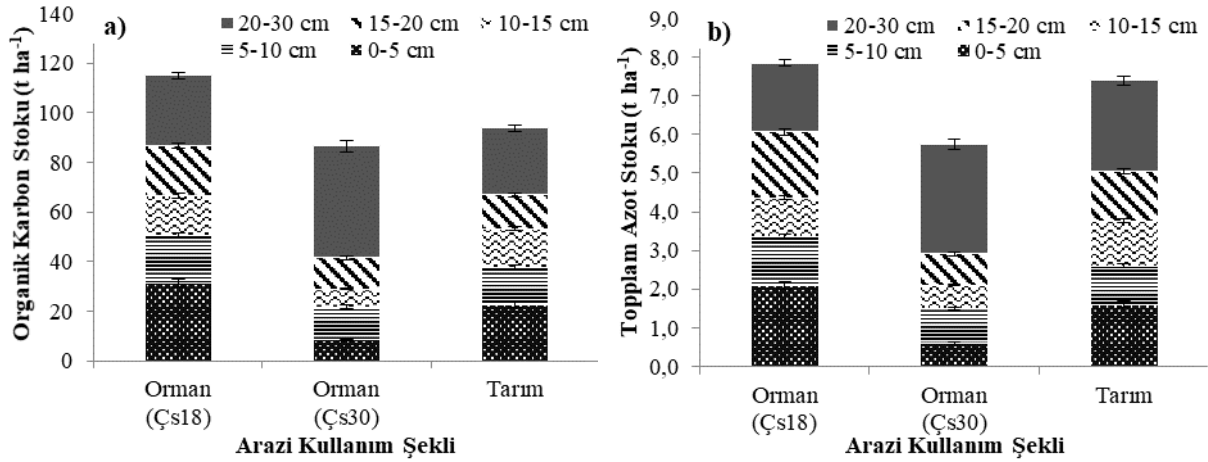 a)
20-30 cm 15-20 cm 10-15 cm
5-10 cm 0-5 cm
Organik Karbon Stoku (t ha⁻¹)
140
120
100
80
60
40
20
0
Orman (Çs18)
Orman (Çs30)
Tarım
Arazi Kullanım Şekli
b)
20-30 cm 15-20 cm 10-15 cm
5-10 cm 0-5 cm
Topplam Azot Stoku (t ha⁻¹)
9,0
8,0
7,0
6,0
5,0
4,0
3,0
2,0
1,0
0,0
Orman (Çs18)
Orman (Çs30)
Tarım
Arazi Kullanım Şekli